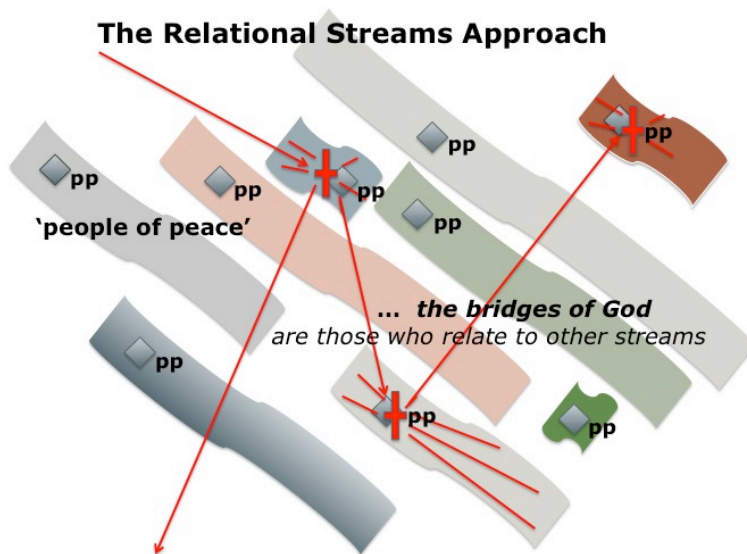 The Relational Streams Approach
pp
pp
pp
pp
pp
‘people of peace’
pp
... the bridges of God
are those who relate to other streams
pp
pp
pp